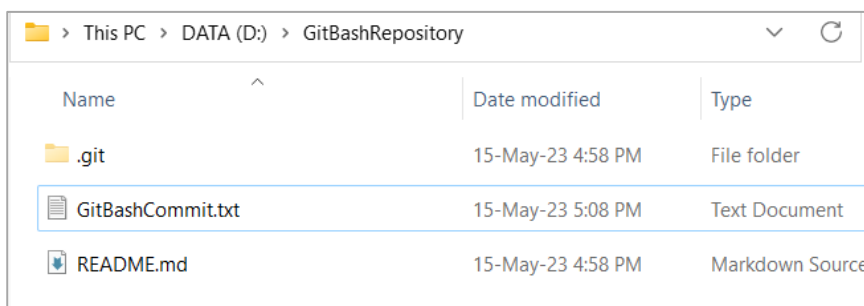 This PC > DATA (D:) > GitBashRepository
Name Date modified Type
.git 15-May-23 4:58 PM File folder
GitBashCommit.txt 15-May-23 5:08 PM Text Document
README.md 15-May-23 4:58 PM Markdown Source